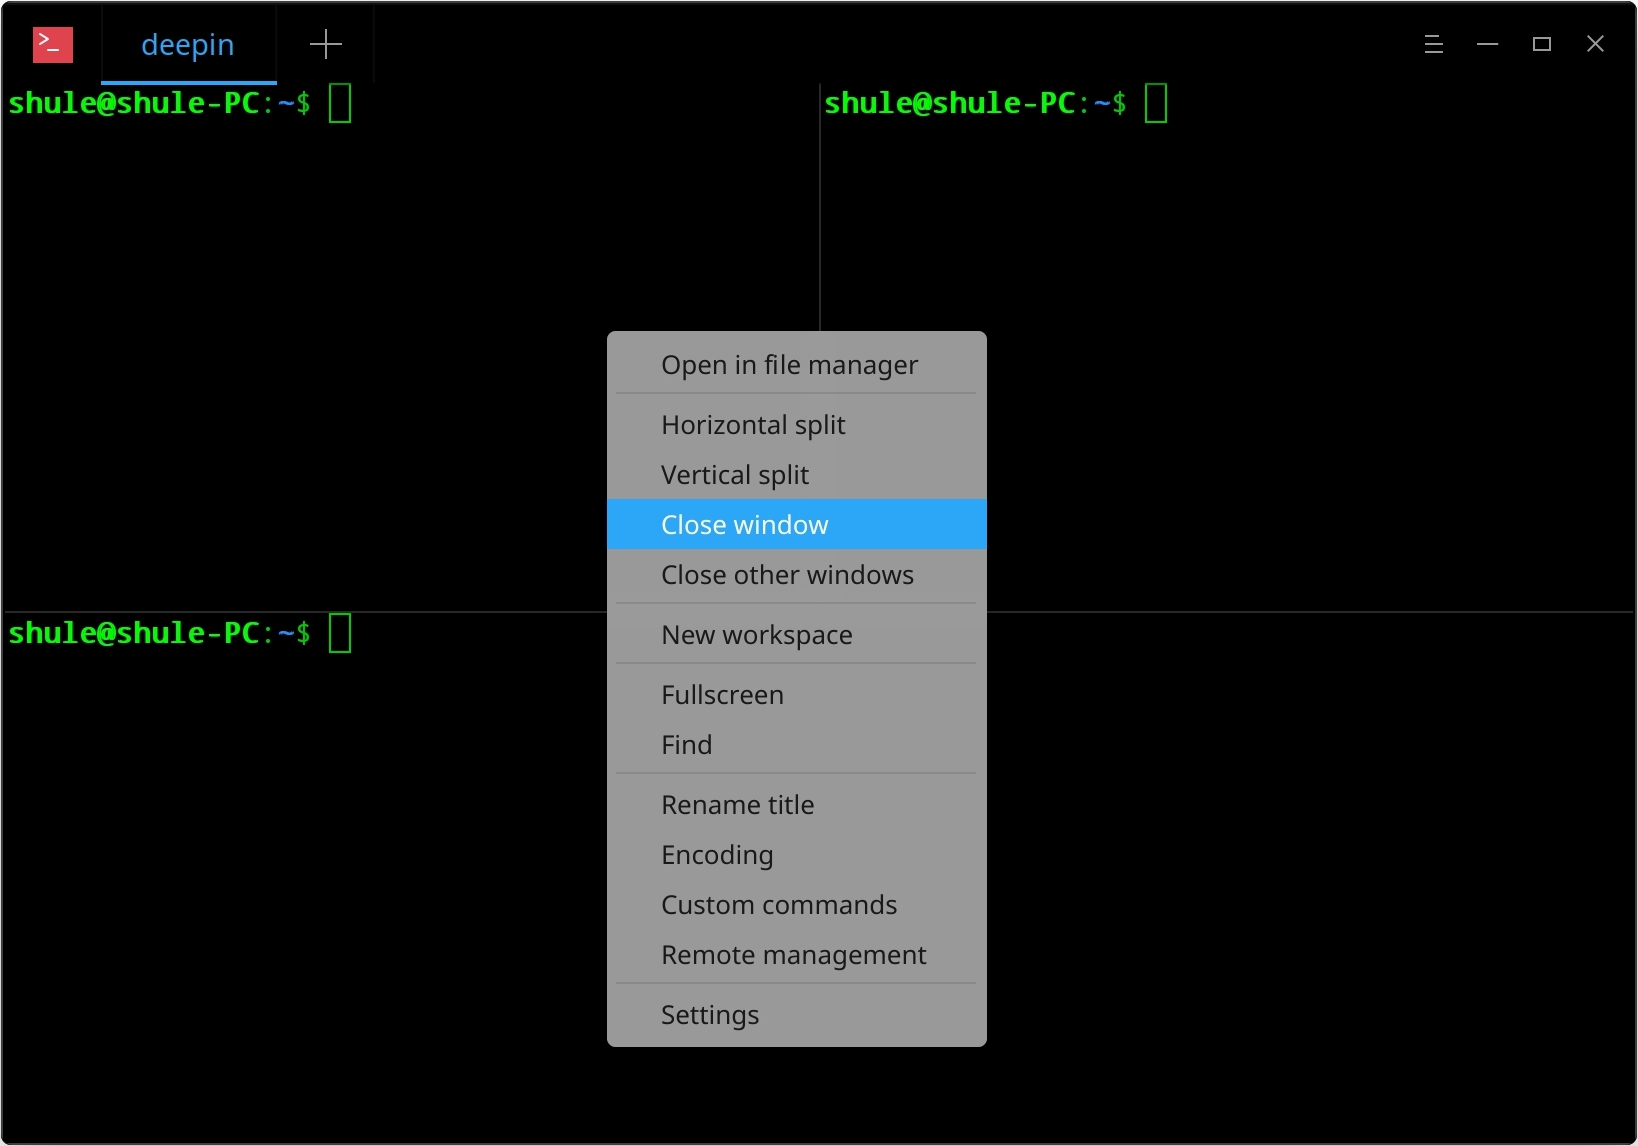 deepin
shule@shule-PC:~$
shule@shule-PC:~$
shule@shule-PC:~$
Open in file manager
Horizontal split
Vertical split
Close window
Close other windows
New workspace
Fullscreen
Find
Rename title
Encoding
Custom commands
Remote management
Settings